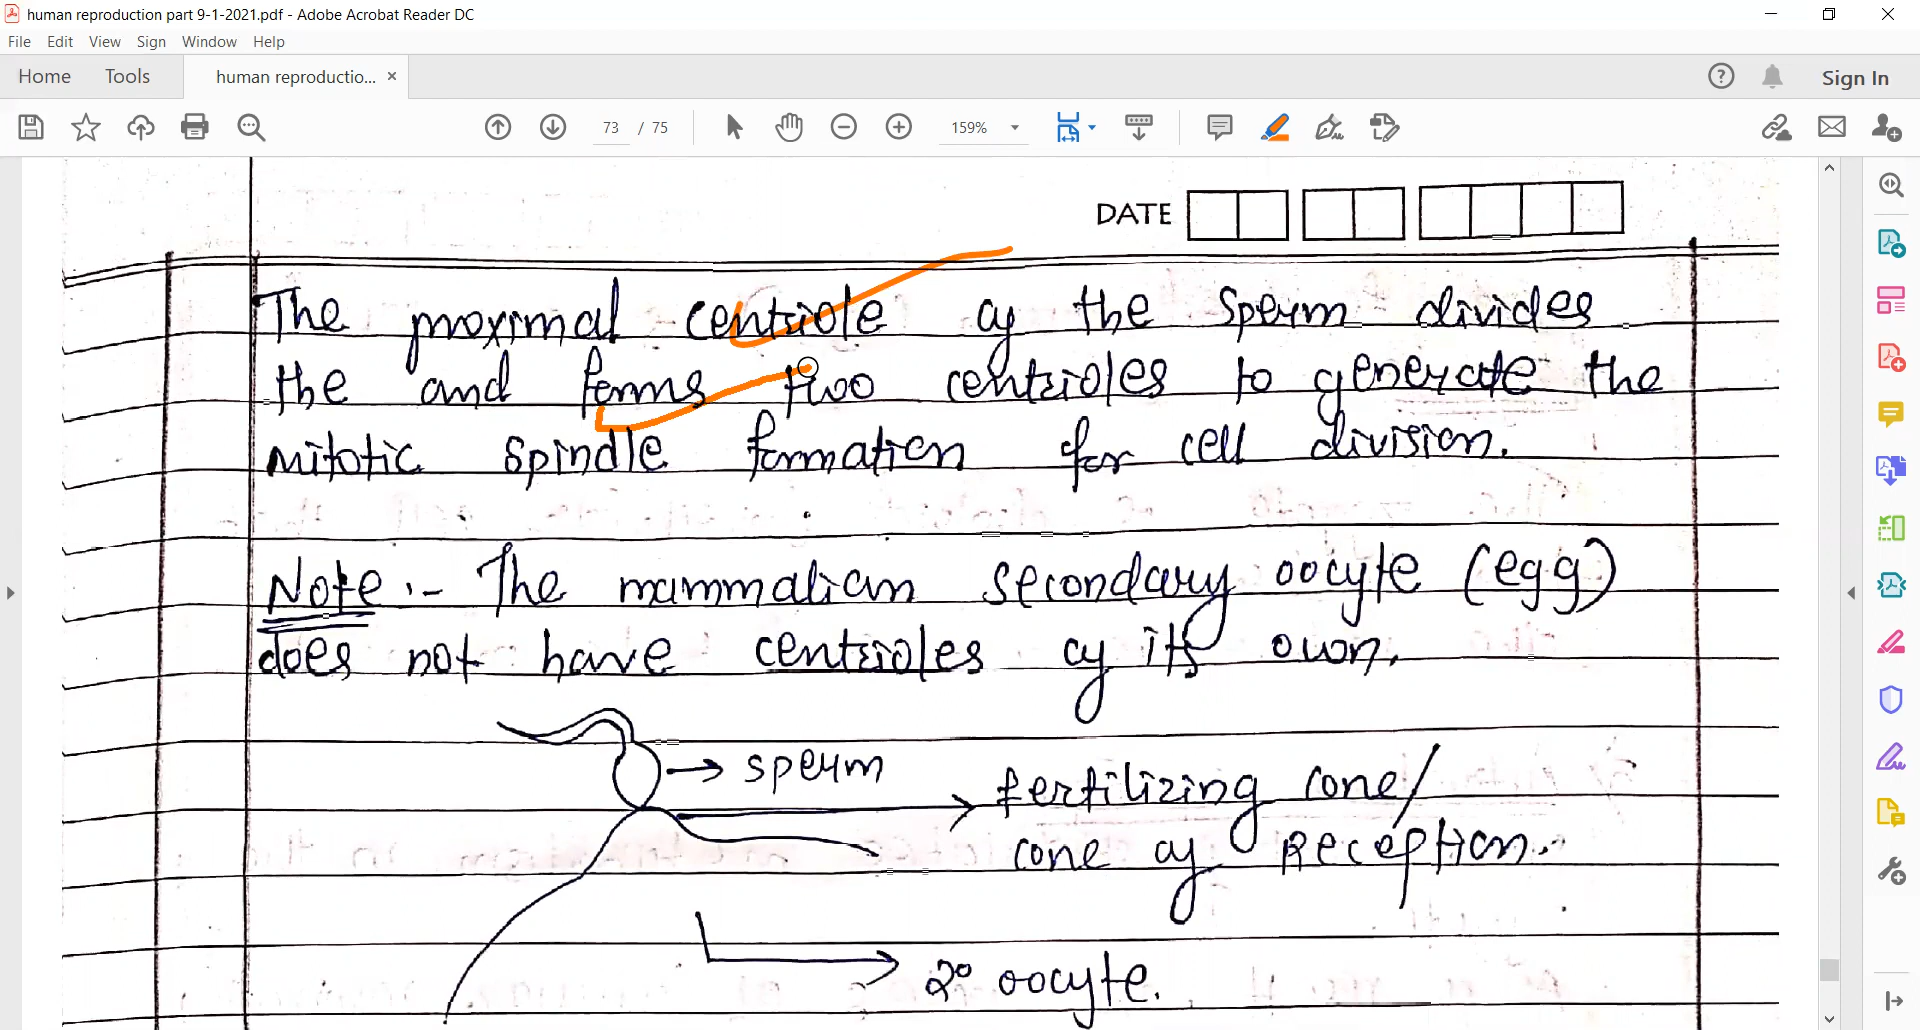 human reproduction part 9-1-2021.pdf - Adobe Acrobat Reader DC
File Edit View Sign Window Help
Home Tools human reproductio... × Sign In
73 / 75 159%
DATE
The proximal centriole of the sperm divides
the and forms two centrioles to generate the
mitotic spindle formation for cell division.
Note :- The mammalian secondary oocyte (egg)
does not have centrioles of its own.
→ sperm
→ fertilizing cone/
cone of Reception.
→ 2° oocyte.